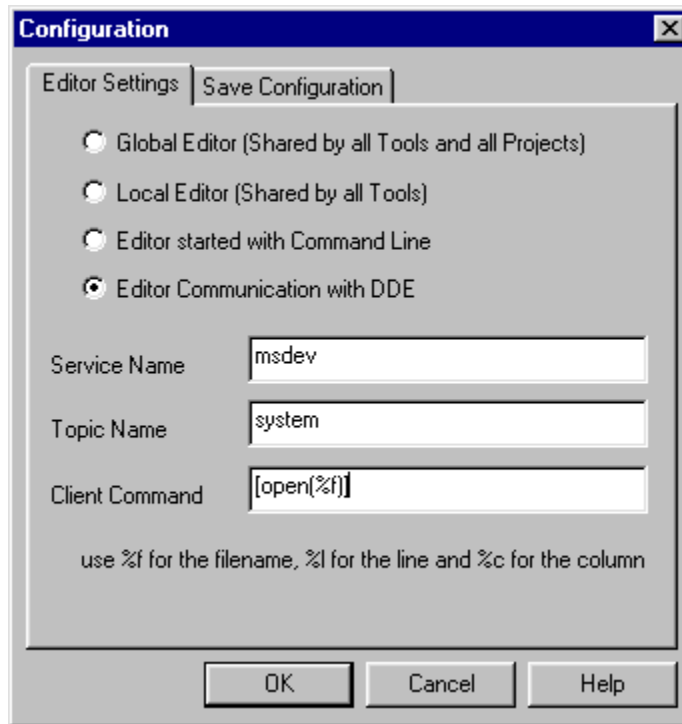 Configuration
Editor Settings
Save Configuration
Global Editor (Shared by all Tools and all Projects)
Local Editor (Shared by all Tools)
Editor started with Command Line
Editor Communication with DDE
Service Name
msdev
Topic Name
system
Client Command
[open(%f)]
use %f for the filename, %l for the line and %c for the column
OK
Cancel
Help